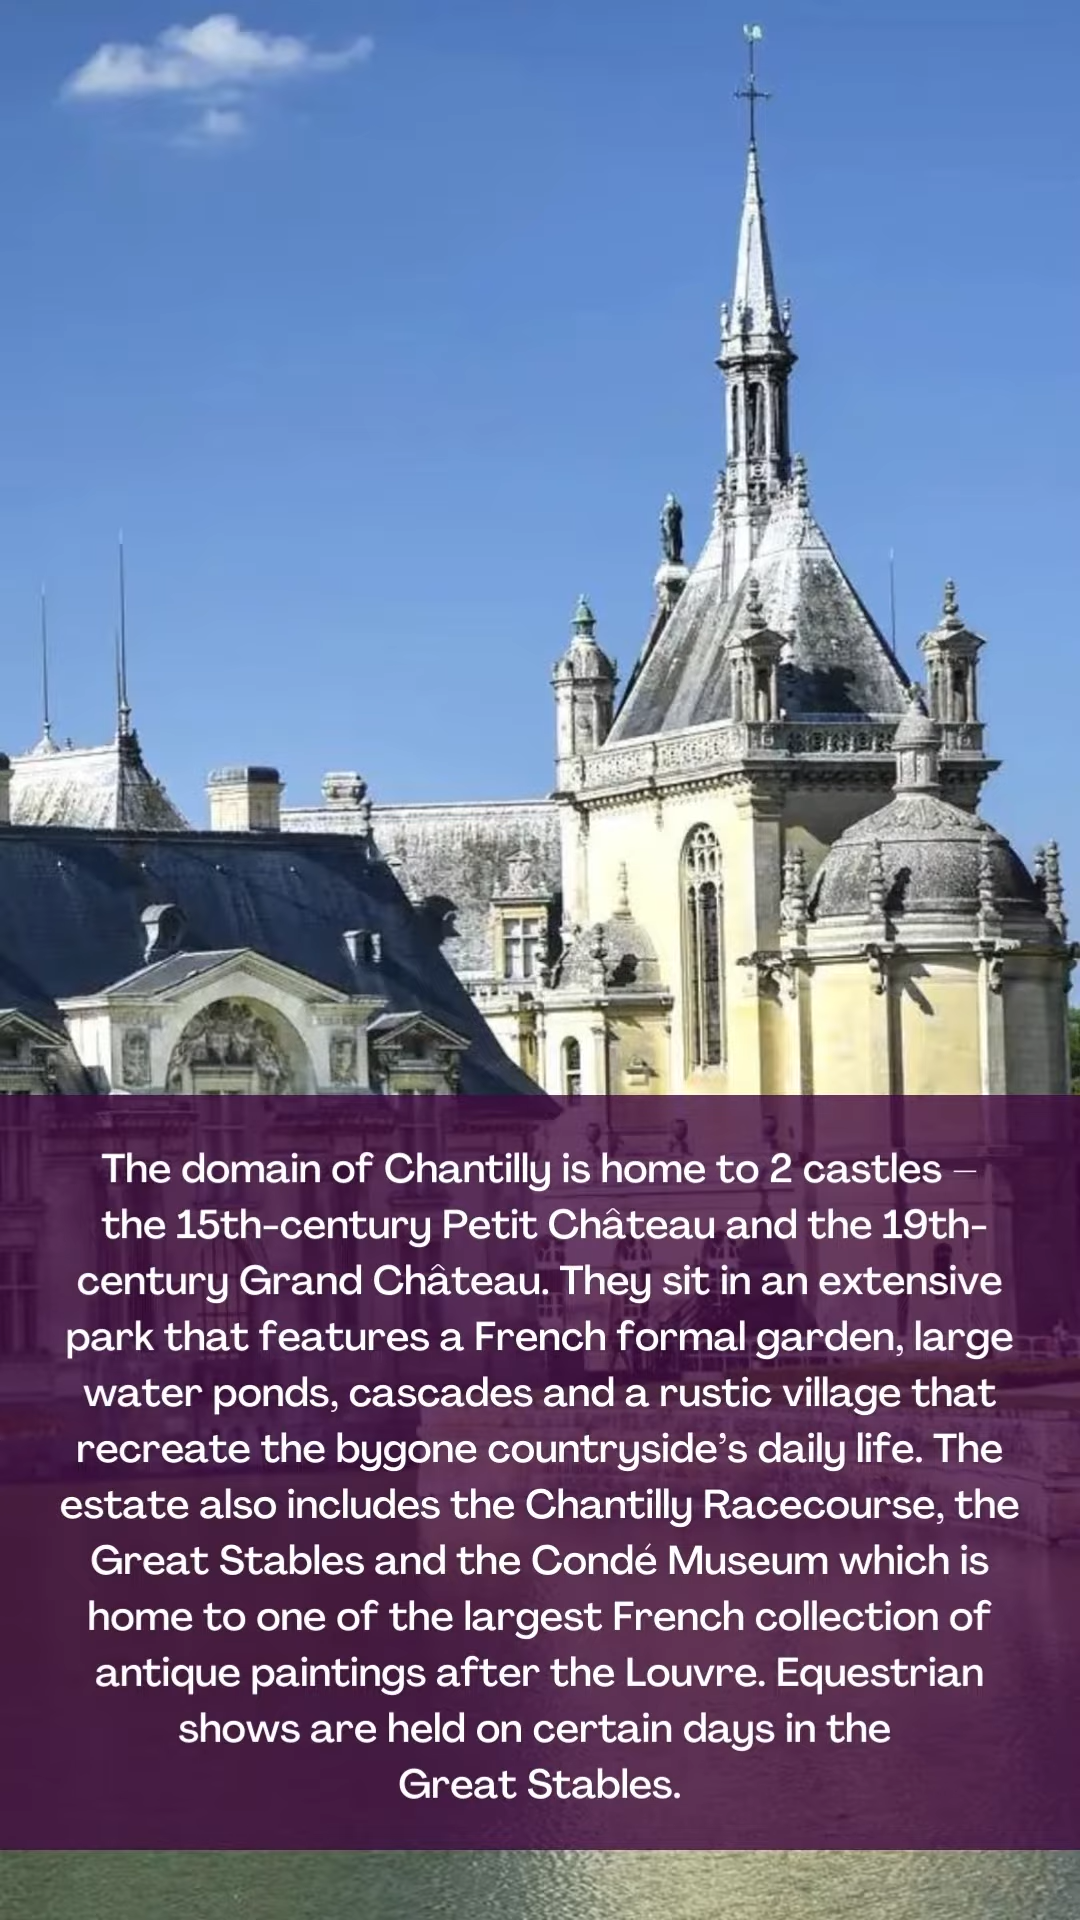 The domain of Chantilly is home to 2 castles –
the 15th-century Petit Château and the 19th-
century Grand Château. They sit in an extensive
park that features a French formal garden, large
water ponds, cascades and a rustic village that
recreate the bygone countryside’s daily life. The
estate also includes the Chantilly Racecourse, the
Great Stables and the Condé Museum which is
home to one of the largest French collection of
antique paintings after the Louvre. Equestrian
shows are held on certain days in the
Great Stables.